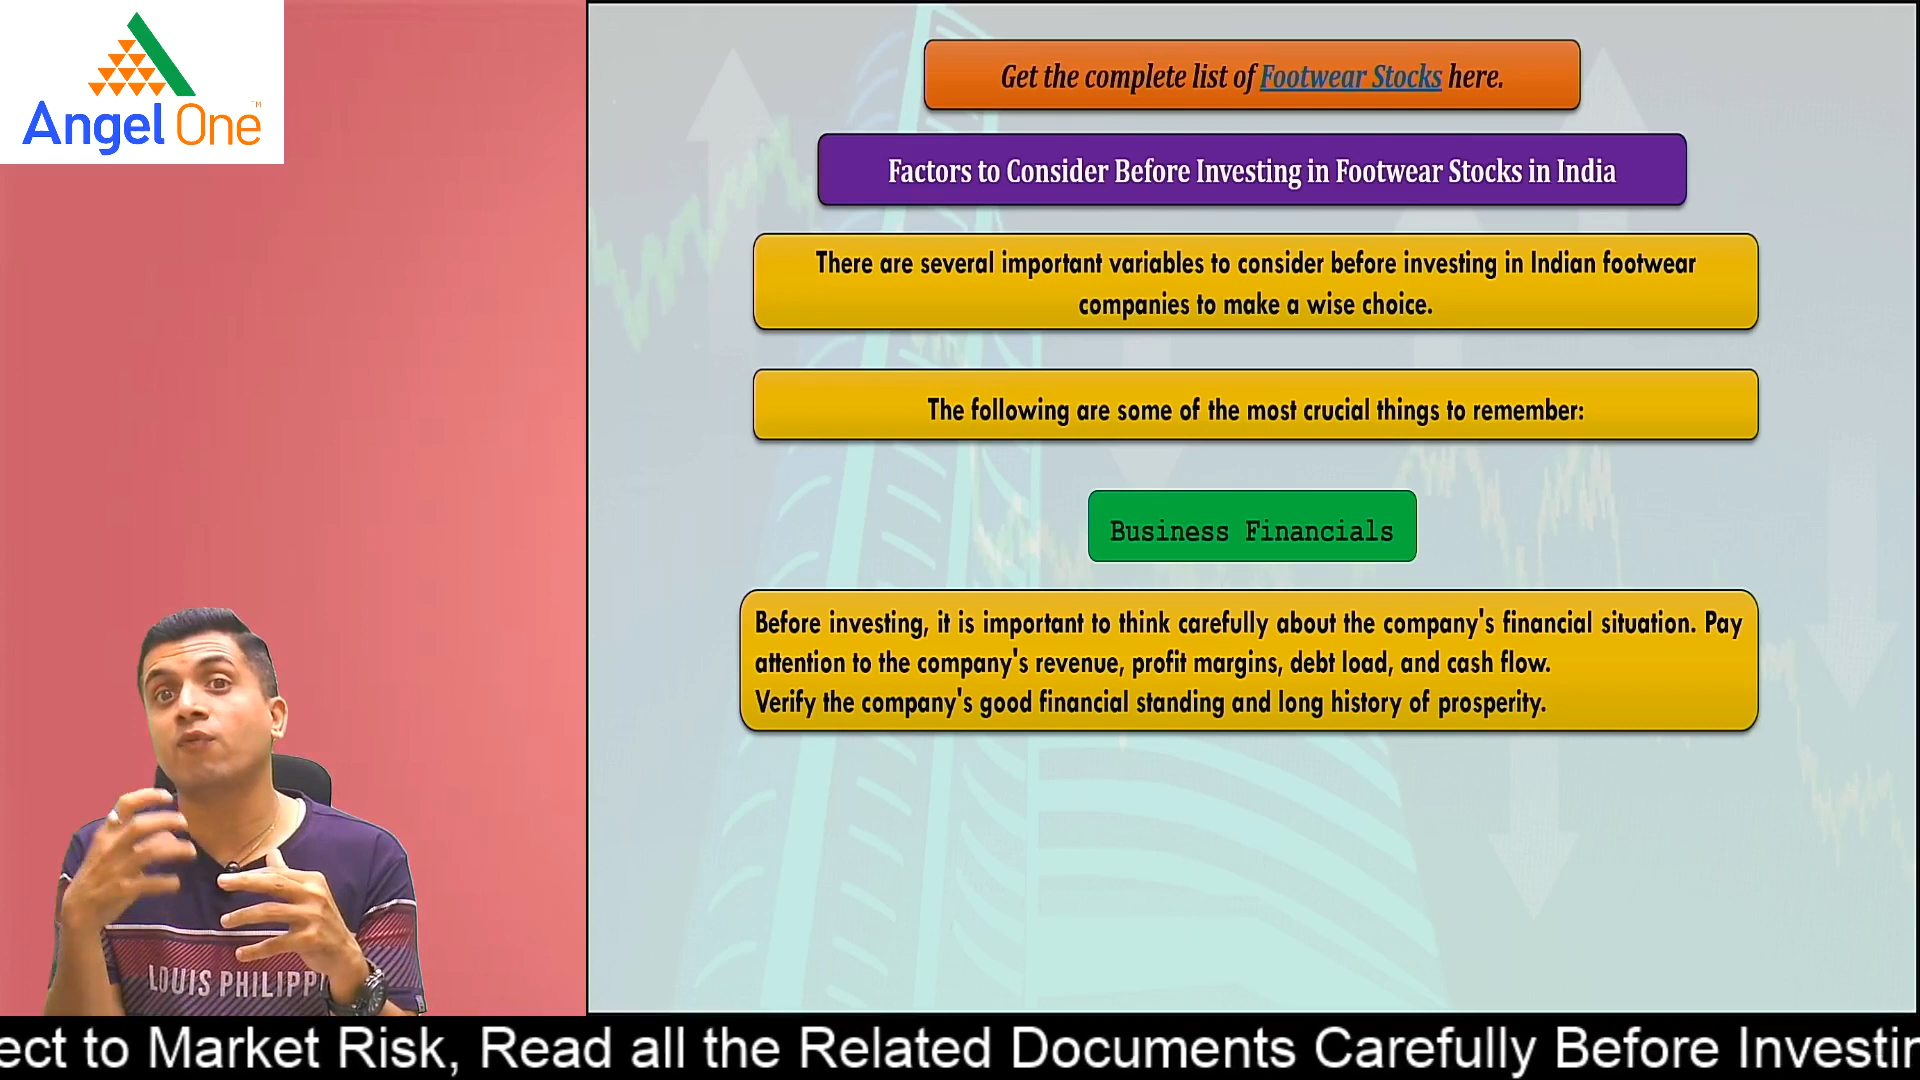 Angel One™
Get the complete list of Footwear Stocks here.
Factors to Consider Before Investing in Footwear Stocks in India
There are several important variables to consider before investing in Indian footwear
companies to make a wise choice.
The following are some of the most crucial things to remember:
Business Financials
Before investing, it is important to think carefully about the company's financial situation. Pay
attention to the company's revenue, profit margins, debt load, and cash flow.
Verify the company's good financial standing and long history of prosperity.
LOUIS PHILIPP
ect to Market Risk, Read all the Related Documents Carefully Before Investin